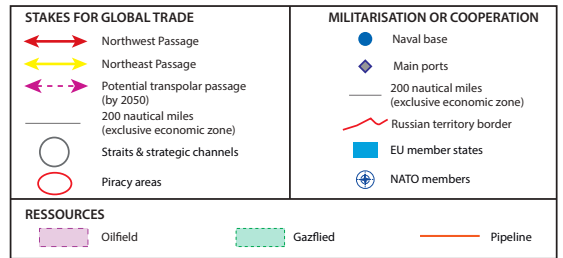 STAKES FOR GLOBAL TRADE
Northwest Passage
Northeast Passage
Potential transpolar passage
(by 2050)
200 nautical miles
(exclusive economic zone)
Straits & strategic channels
Piracy areas
MILITARISATION OR COOPERATION
Naval base
Main ports
200 nautical miles
(exclusive economic zone)
Russian territory border
EU member states
NATO members
RESSOURCES
Oilfield
Gazflied
Pipeline